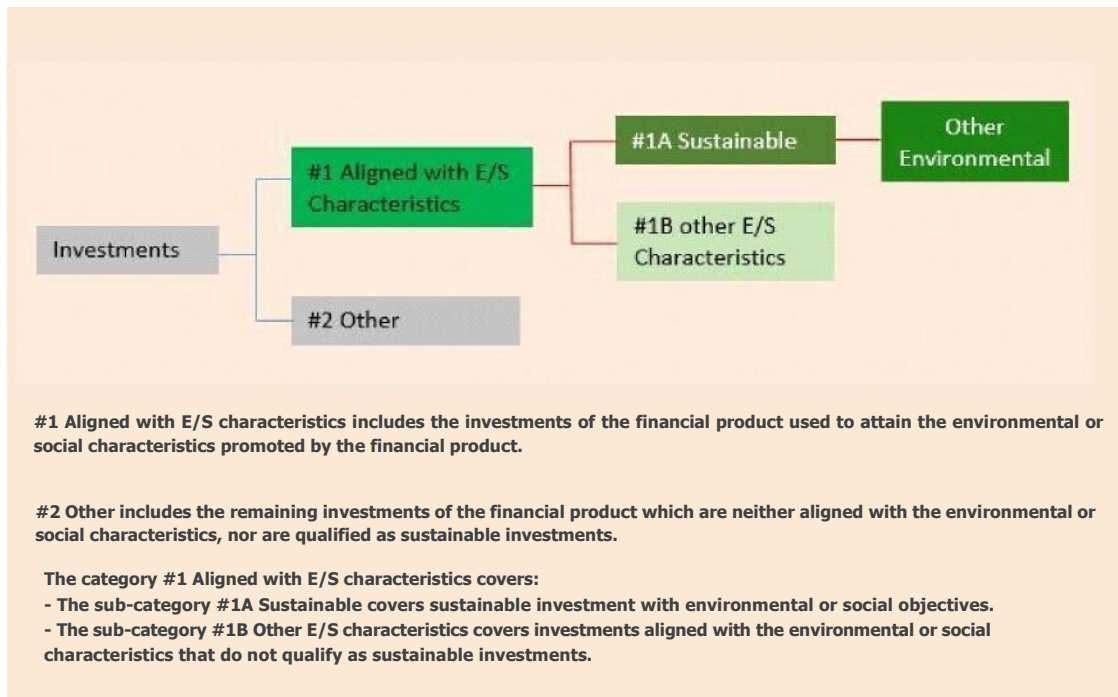 Investments
#1 Aligned with E/S
Characteristics
#2 Other
#1A Sustainable
#1B other E/S
Characteristics
Other
Environmental
#1 Aligned with E/S characteristics includes the investments of the financial product used to attain the environmental or
social characteristics promoted by the financial product.
#2 Other includes the remaining investments of the financial product which are neither aligned with the environmental or
social characteristics, nor are qualified as sustainable investments.
The category #1 Aligned with E/S characteristics covers:
- The sub-category #1A Sustainable covers sustainable investment with environmental or social objectives.
- The sub-category #1B Other E/S characteristics covers investments aligned with the environmental or social
characteristics that do not qualify as sustainable investments.